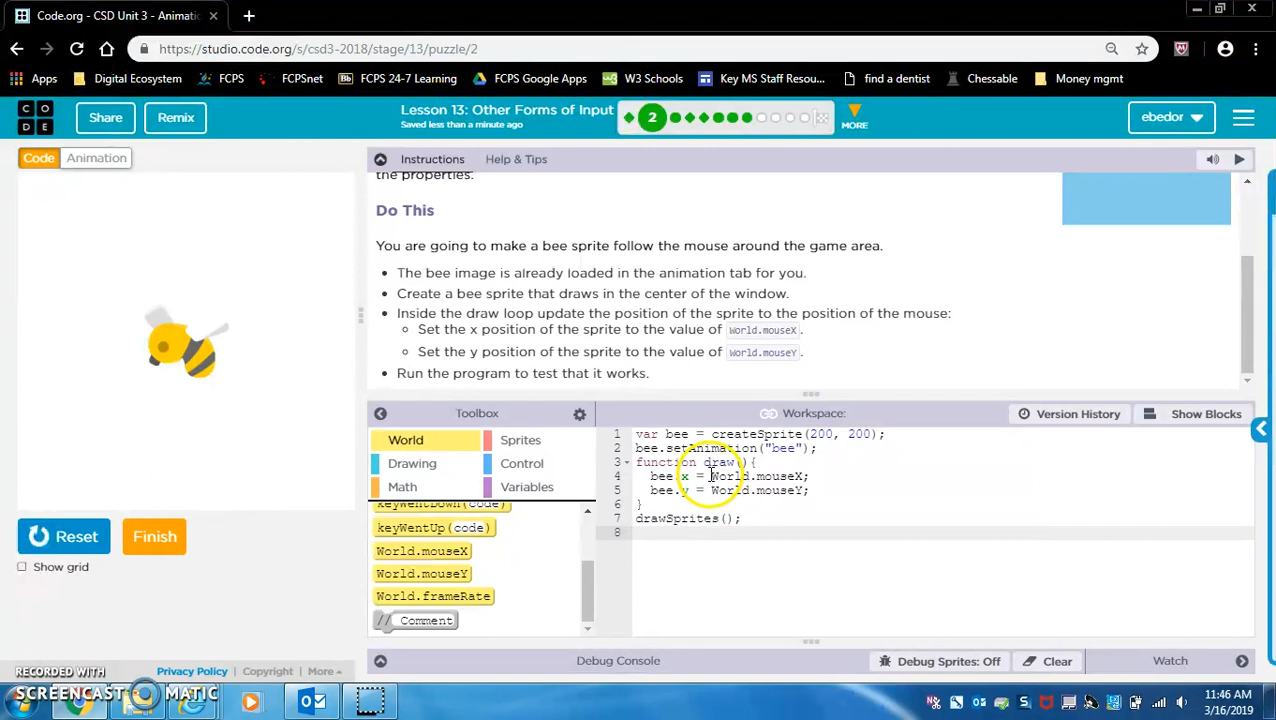 Code.org - CSD Unit 3 - Animatic
https://studio.code.org/s/csd3-2018/stage/13/puzzle/2
Apps
Digital Ecosystem
FCPS
FCPSnet
Bb FCPS 24-7 Learning
FCPS Google Apps
W3 Schools
Key MS Staff Resou...
find a dentist
Chessable
Money mgmt
CO
DE
Share
Remix
Lesson 13: Other Forms of Input
Saved less than a minute ago
2
MORE
ebedor
Code
Animation
Instructions
Help & Tips
the properties.
Do This
You are going to make a bee sprite follow the mouse around the game area.
The bee image is already loaded in the animation tab for you.
Create a bee sprite that draws in the center of the window.
Inside the draw loop update the position of the sprite to the position of the mouse:
Set the x position of the sprite to the value of World.mouseX.
Set the y position of the sprite to the value of World.mouseY.
Run the program to test that it works.
Toolbox
Workspace:
Version History
Show Blocks
World
Sprites
Drawing
Control
Math
Variables
keyWentDown(code)
keyWentUp(code)
World.mouseX
World.mouseY
World.frameRate
// Comment
1 var bee = createSprite(200, 200);
2 bee.setAnimation("bee");
3 function draw(){
4 bee.x = World.mouseX;
5 bee.y = World.mouseY;
6 }
7 drawSprites();
8
Reset
Finish
Show grid
Debug Console
Debug Sprites: Off
Clear
Watch
Privacy Policy | Copyright | More
RECORDED WITH
SCREENCAST MATIC
11:46 AM
3/16/2019